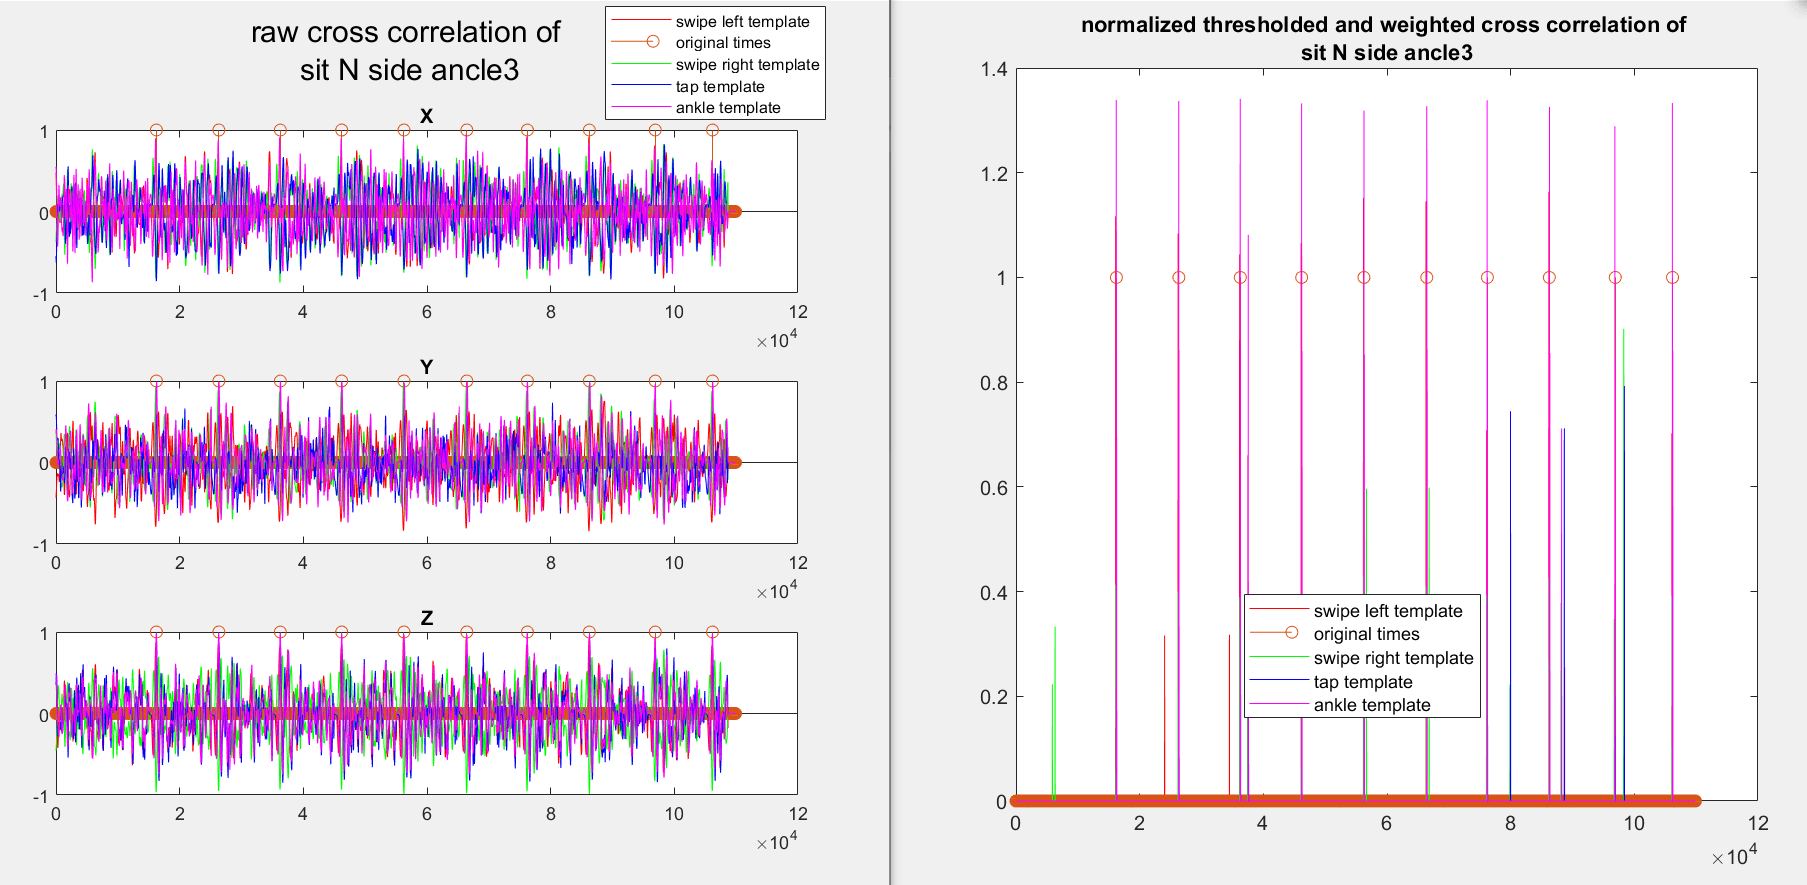 raw cross correlation of
sit N side ancle3
swipe left template
original times
swipe right template
tap template
ankle template
X
1
0
-1
0 2 4 6 8 10 12
×10^4
Y
1
0
-1
0 2 4 6 8 10 12
×10^4
Z
1
0
-1
0 2 4 6 8 10 12
×10^4
normalized thresholded and weighted cross correlation of
sit N side ancle3
1.4
1.2
1
0.8
0.6
0.4
0.2
0
swipe left template
original times
swipe right template
tap template
ankle template
0 2 4 6 8 10 12
×10^4